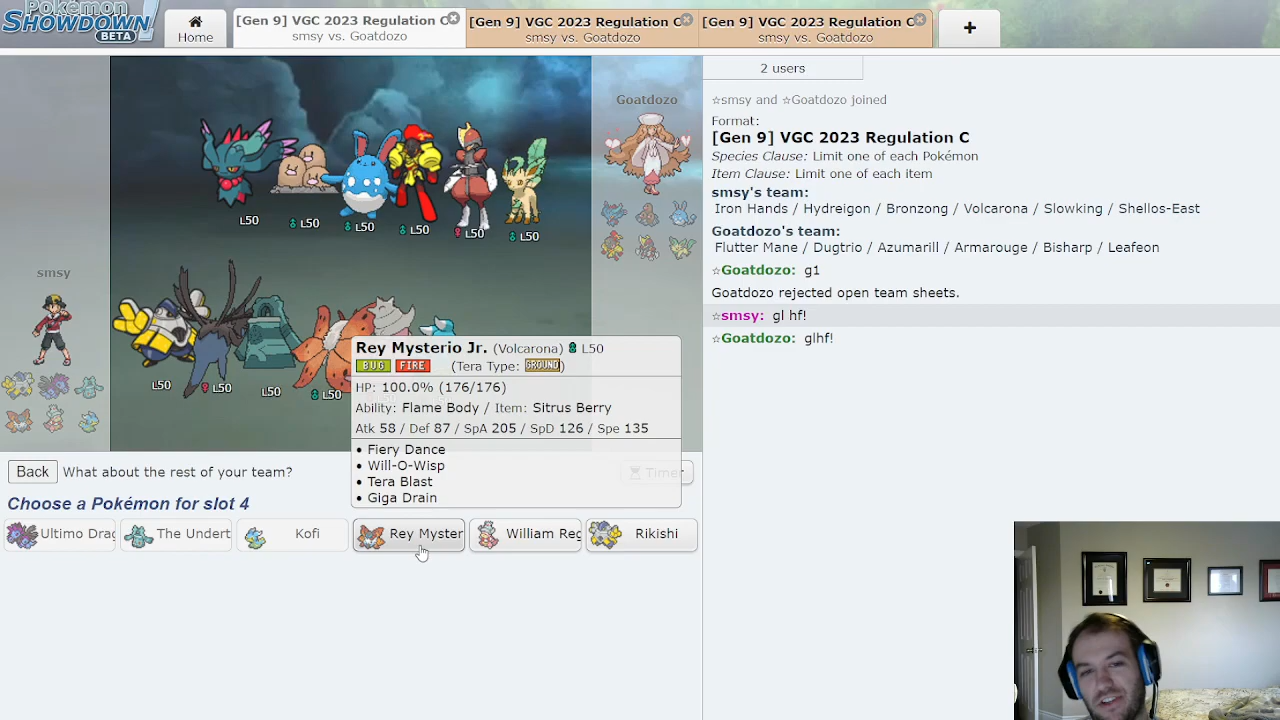 Pokémon
SHOWDOWN
BETA
Home
[Gen 9] VGC 2023 Regulation C
smsy vs. Goatdozo
[Gen 9] VGC 2023 Regulation C
smsy vs. Goatdozo
[Gen 9] VGC 2023 Regulation C
smsy vs. Goatdozo
2 users
☆smsy and ☆Goatdozo joined
Format:
[Gen 9] VGC 2023 Regulation C
Species Clause: Limit one of each Pokémon
Item Clause: Limit one of each item
smsy's team:
Iron Hands / Hydreigon / Bronzong / Volcarona / Slowking / Shellos-East
Goatdozo's team:
Flutter Mane / Dugtrio / Azumarill / Armarouge / Bisharp / Leafeon
☆Goatdozo: g1
Goatdozo rejected open team sheets.
☆smsy: gl hf!
☆Goatdozo: glhf!
Goatdozo
L50
L50
L50
L50
L50
L50
smsy
L50
L50
L50
L50
Rey Mysterio Jr. (Volcarona) L50
BUG FIRE (Tera Type: GROUND)
HP: 100.0% (176/176)
Ability: Flame Body / Item: Sitrus Berry
Atk 58 / Def 87 / SpA 205 / SpD 126 / Spe 135
• Fiery Dance
• Will-O-Wisp
• Tera Blast
• Giga Drain
Back What about the rest of your team? Timer
Choose a Pokémon for slot 4
Ultimo Drag The Undert Kofi Rey Myster William Reg Rikishi